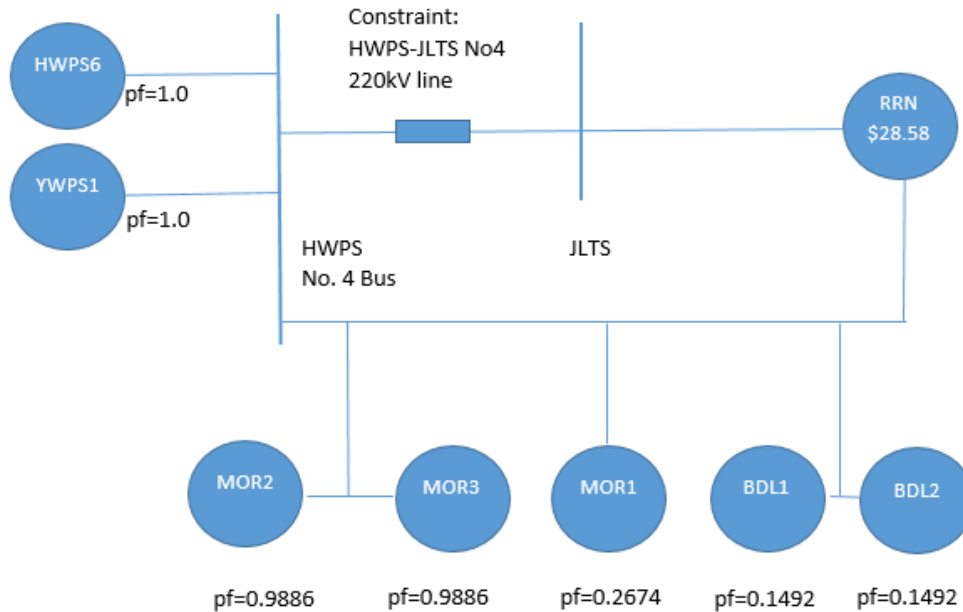 Constraint:
HWPS-JLTS No4
220kV line
HWPS6
pf=1.0
RRN
$28.58
YWPS1
pf=1.0
HWPS
No. 4 Bus
JLTS
MOR2
MOR3
MOR1
BDL1
BDL2
pf=0.9886
pf=0.9886
pf=0.2674
pf=0.1492
pf=0.1492